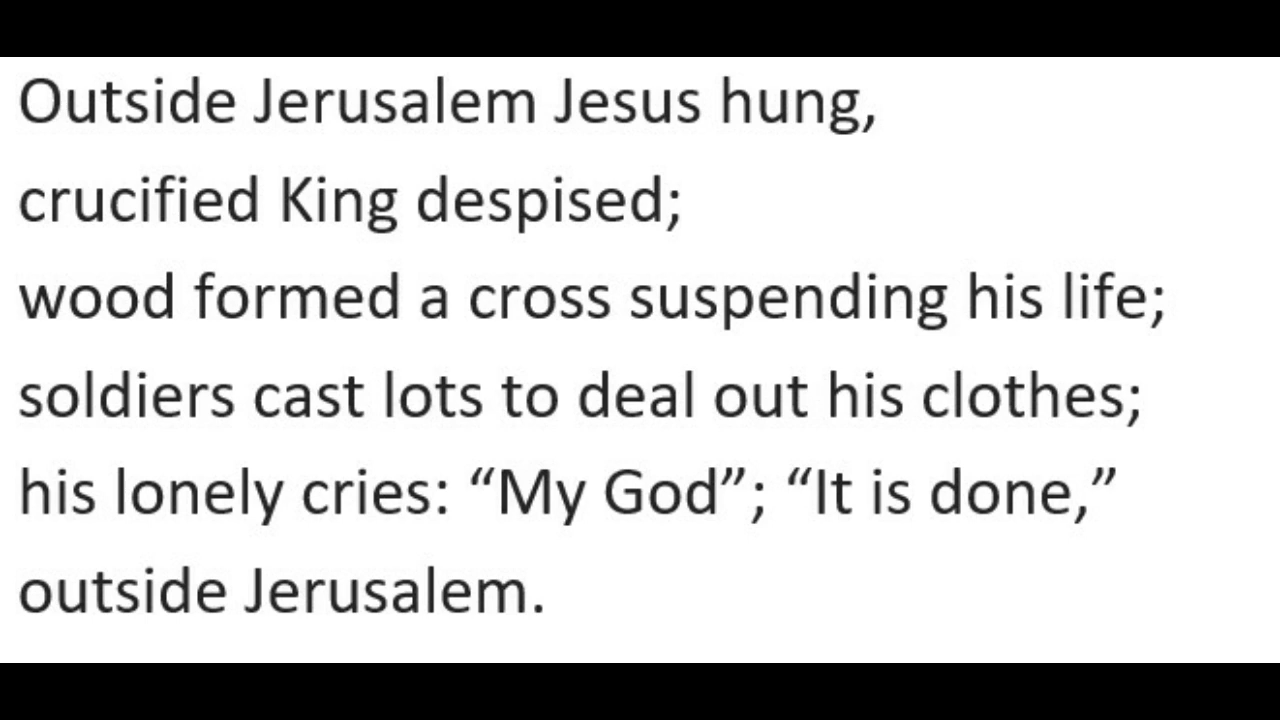 Outside Jerusalem Jesus hung,
crucified King despised;
wood formed a cross suspending his life;
soldiers cast lots to deal out his clothes;
his lonely cries: “My God”; “It is done,”
outside Jerusalem.